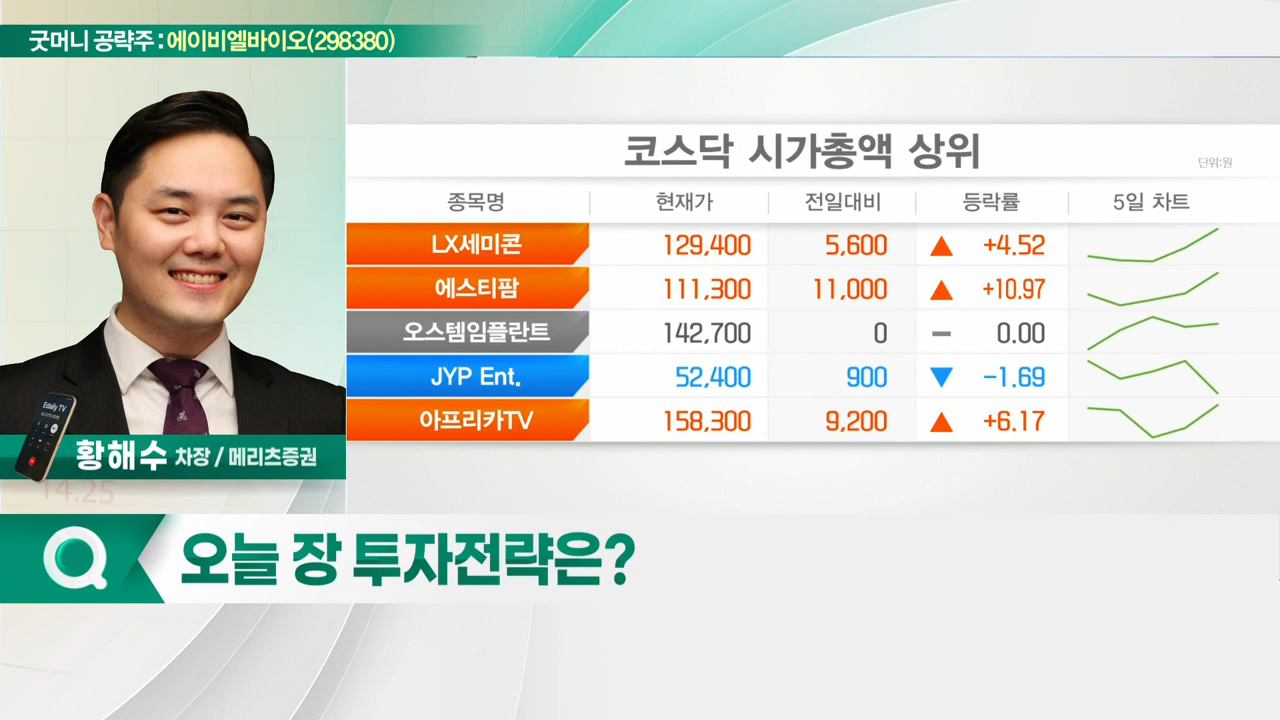 굿머니 공략주 : 에이비엘바이오(298380)
코스닥 시가총액 상위
단위:원
종목명 현재가 전일대비 등락률 5일 차트
LX세미콘 129,400 5,600 ▲ +4.52
에스티팜 111,300 11,000 ▲ +10.97
오스템임플란트 142,700 0 － 0.00
JYP Ent. 52,400 900 ▼ -1.69
아프리카TV 158,300 9,200 ▲ +6.17
Edaily TV
황해수 차장 / 메리츠증권
14.25
Q 오늘 장 투자전략은?